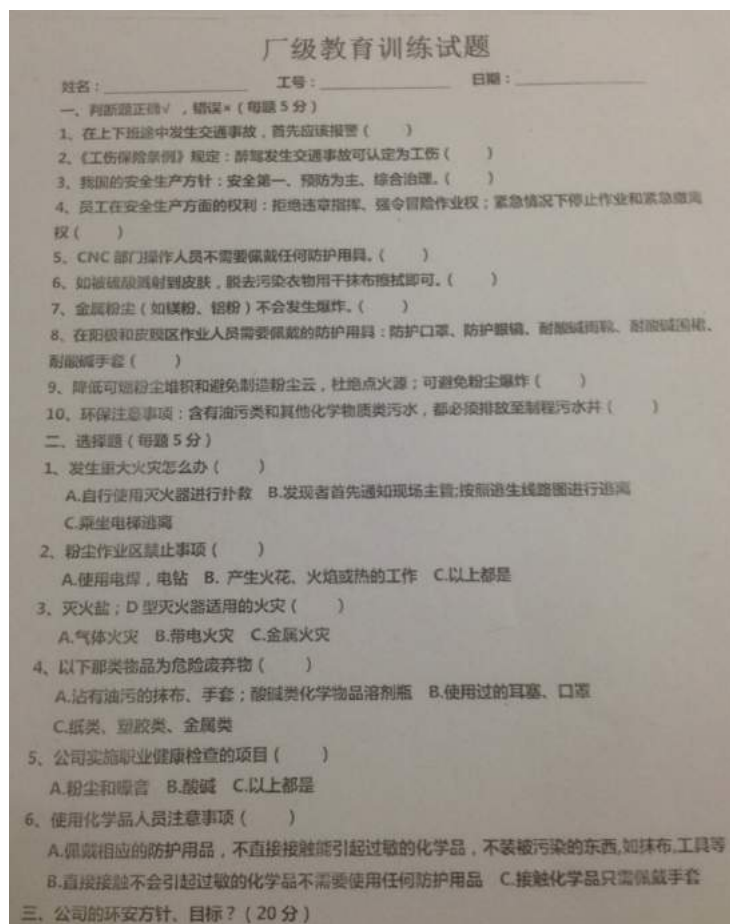 厂级教育训练试题
姓名：____________ 工号：____________ 日期：____________
一、判断题正确√，错误×（每题5分）
1、在上下班途中发生交通事故，首先应该报警（　　）
2、《工伤保险条例》规定：醉驾发生交通事故可认定为工伤（　　）
3、我国的安全生产方针：安全第一、预防为主、综合治理。（　　）
4、员工在安全生产方面的权利：拒绝违章指挥、强令冒险作业权；紧急情况下停止作业和紧急撤离
权（　　）
5、CNC 部门操作人员不需要佩戴任何防护用具。（　　）
6、如被硫酸溅射到皮肤，脱去污染衣物用干抹布擦拭即可。（　　）
7、金属粉尘（如镁粉、铝粉）不会发生爆炸。（　　）
8、在阳极和皮膜区作业人员需要佩戴的防护用具：防护口罩、防护眼镜、耐酸碱雨靴、耐酸碱围裙、
耐酸碱手套（　　）
9、降低可燃粉尘堆积和避免制造粉尘云，杜绝点火源；可避免粉尘爆炸（　　）
10、环保注意事项：含有油污类和其他化学物质类污水，都必须排放至制程污水井（　　）
二、选择题（每题5分）
1、发生重大火灾怎么办（　　）
A.自行使用灭火器进行扑救 B.发现者首先通知现场主管;按照逃生线路图进行逃离
C.乘坐电梯逃离
2、粉尘作业区禁止事项（　　）
A.使用电焊，电钻 B. 产生火花、火焰或热的工作 C.以上都是
3、灭火盐；D 型灭火器适用的火灾（　　）
A.气体火灾 B.带电火灾 C.金属火灾
4、以下那类物品为危险废弃物（　　）
A.沾有油污的抹布、手套；酸碱类化学物品溶剂瓶 B.使用过的耳塞、口罩
C.纸类、塑胶类、金属类
5、公司实施职业健康检查的项目（　　）
A.粉尘和噪音 B.酸碱 C.以上都是
6、使用化学品人员注意事项（　　）
A.佩戴相应的防护用品，不直接接触能引起过敏的化学品，不装被污染的东西,如抹布,工具等
B.直接接触不会引起过敏的化学品不需要使用任何防护用品 C.接触化学品只需佩戴手套
三、公司的环安方针、目标？（20分）